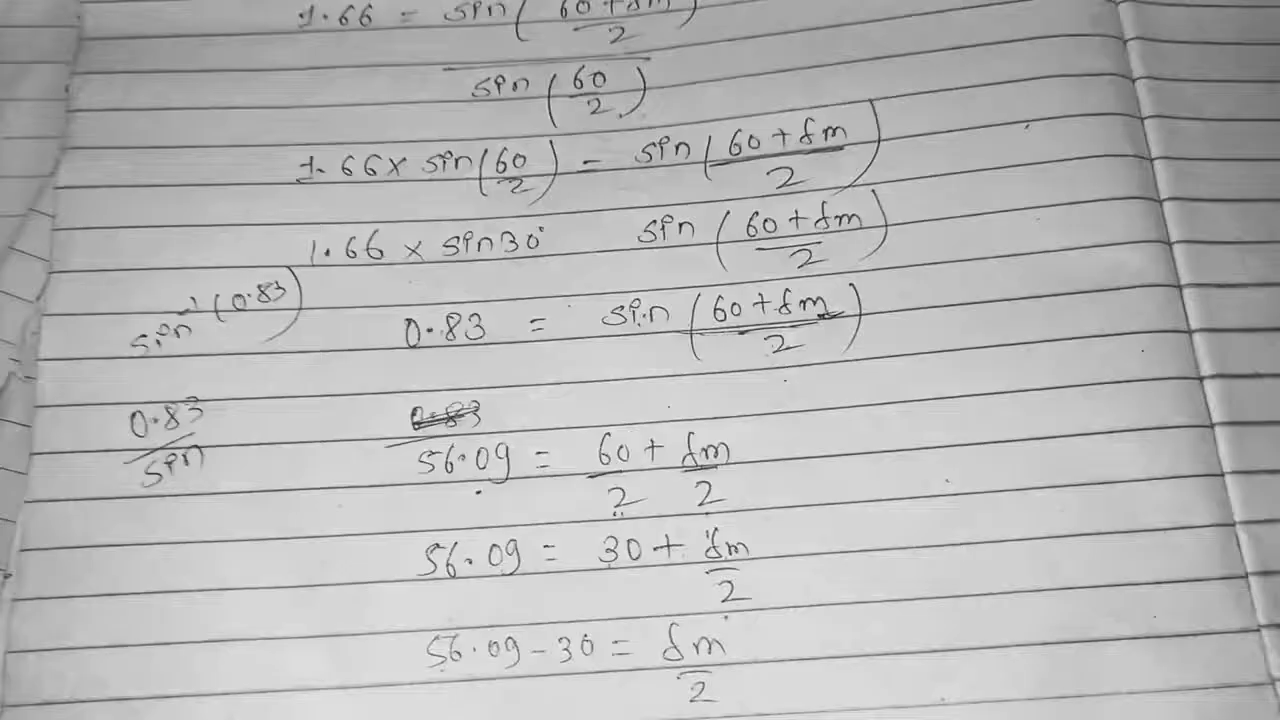 1.66 = sin(60+δm/2)
sin(60/2)
1.66 × sin(60/2) = sin(60+δm/2)
1.66 × sin30° sin(60+δm/2)
sin⁻¹(0.83)
0.83 = sin(60+δm/2)
0.83/sin
56.09 = 60/2 + δm/2
56.09 = 30 + δm/2
56.09 - 30 = δm/2